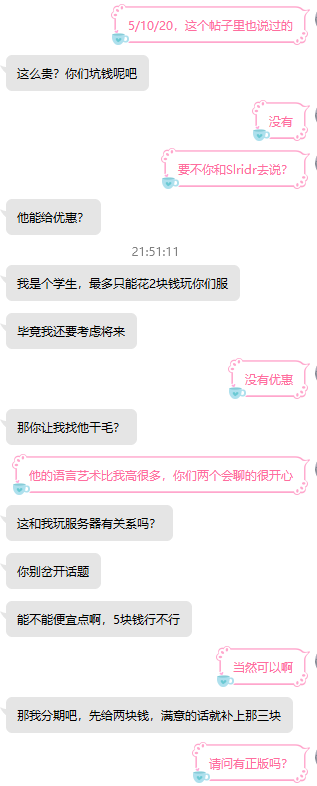 5/10/20，这个帖子里也说过的
这么贵？你们坑钱呢吧
没有
要不你和Slridr去说？
他能给优惠？
21:51:11
我是个学生，最多只能花2块钱玩你们服
毕竟我还要考虑将来
没有优惠
那你让我找他干毛？
他的语言艺术比我高很多，你们两个会聊的很开心
这和我玩服务器有关系吗？
你别岔开话题
能不能便宜点啊，5块钱行不行
当然可以啊
那我分期吧，先给两块钱，满意的话就补上那三块
请问有正版吗？